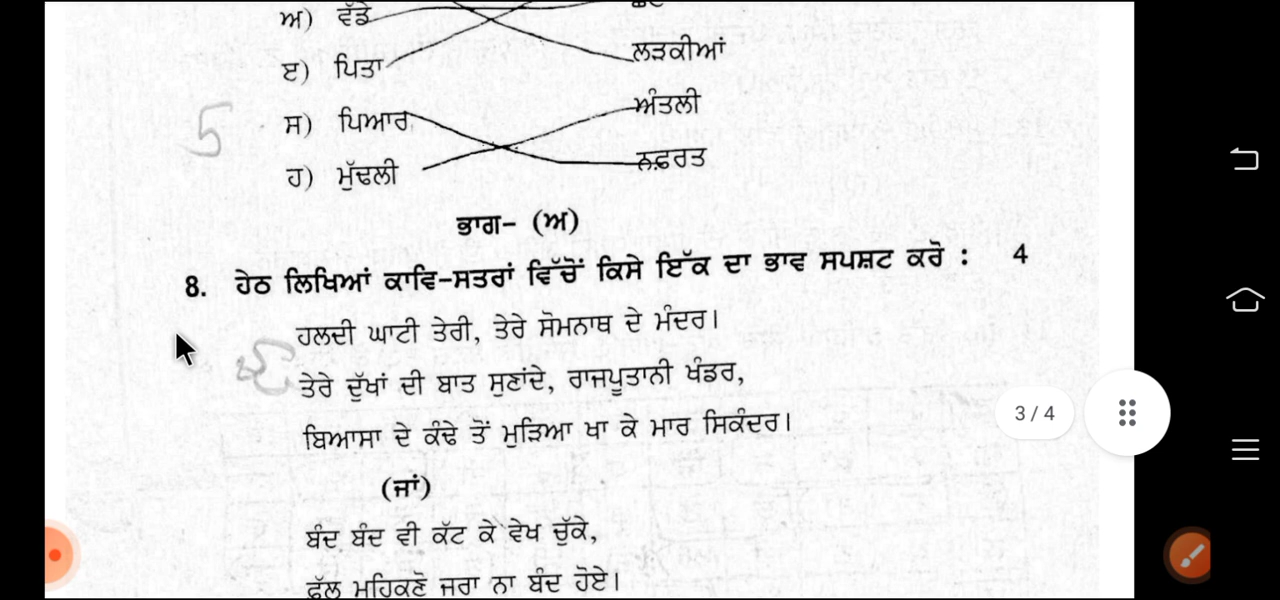 ਅ) ਵੱਡੇ
ਲੜਕੀਆਂ
ੲ) ਪਿਤਾ
ਅੰਤਲੀ
5 ਸ) ਪਿਆਰ
ਨਫ਼ਰਤ
ਹ) ਮੁੱਢਲੀ
ਭਾਗ- (ਅ)
8. ਹੇਠ ਲਿਖਿਆਂ ਕਾਵਿ-ਸਤਰਾਂ ਵਿੱਚੋਂ ਕਿਸੇ ਇੱਕ ਦਾ ਭਾਵ ਸਪਸ਼ਟ ਕਰੋ : 4
ਹਲਦੀ ਘਾਟੀ ਤੇਰੀ, ਤੇਰੇ ਸੋਮਨਾਥ ਦੇ ਮੰਦਰ।
ਤੇਰੇ ਦੁੱਖਾਂ ਦੀ ਬਾਤ ਸੁਣਾਂਦੇ, ਰਾਜਪੂਤਾਨੀ ਖੰਡਰ,
3 / 4
ਬਿਆਸਾ ਦੇ ਕੰਢੇ ਤੋਂ ਮੁੜਿਆ ਖਾ ਕੇ ਮਾਰ ਸਿਕੰਦਰ।
(ਜਾਂ)
ਬੰਦ ਬੰਦ ਵੀ ਕੱਟ ਕੇ ਵੇਖ ਚੁੱਕੇ,
ਫੁੱਲ ਮਹਿਕਣੋ ਜਰਾ ਨਾ ਬੰਦ ਹੋਏ।